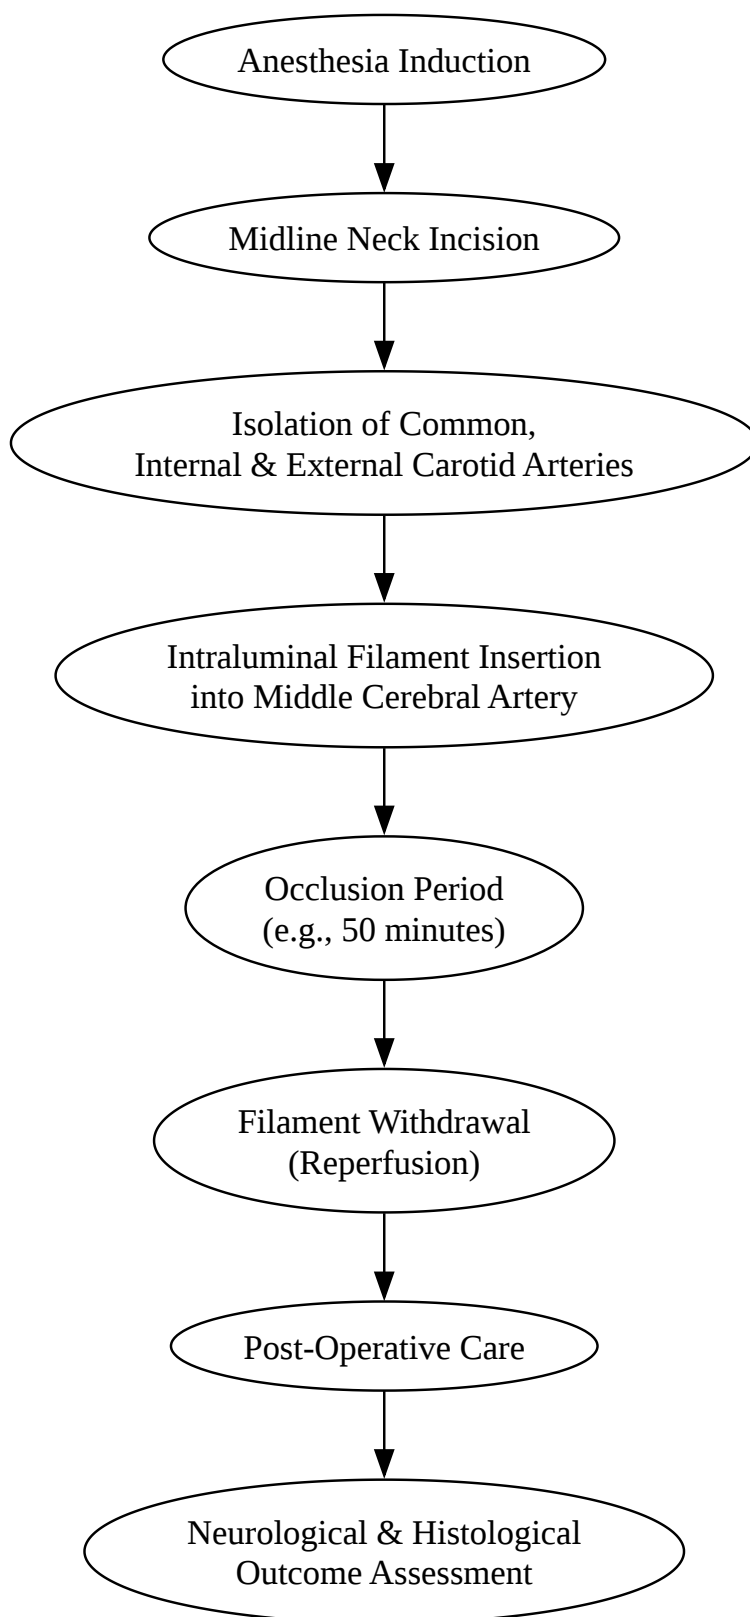 Anesthesia Induction
Midline Neck Incision
Isolation of Common,
Internal & External Carotid Arteries
Intraluminal Filament Insertion
into Middle Cerebral Artery
Occlusion Period
(e.g., 50 minutes)
Filament Withdrawal
(Reperfusion)
Post-Operative Care
Neurological & Histological
Outcome Assessment